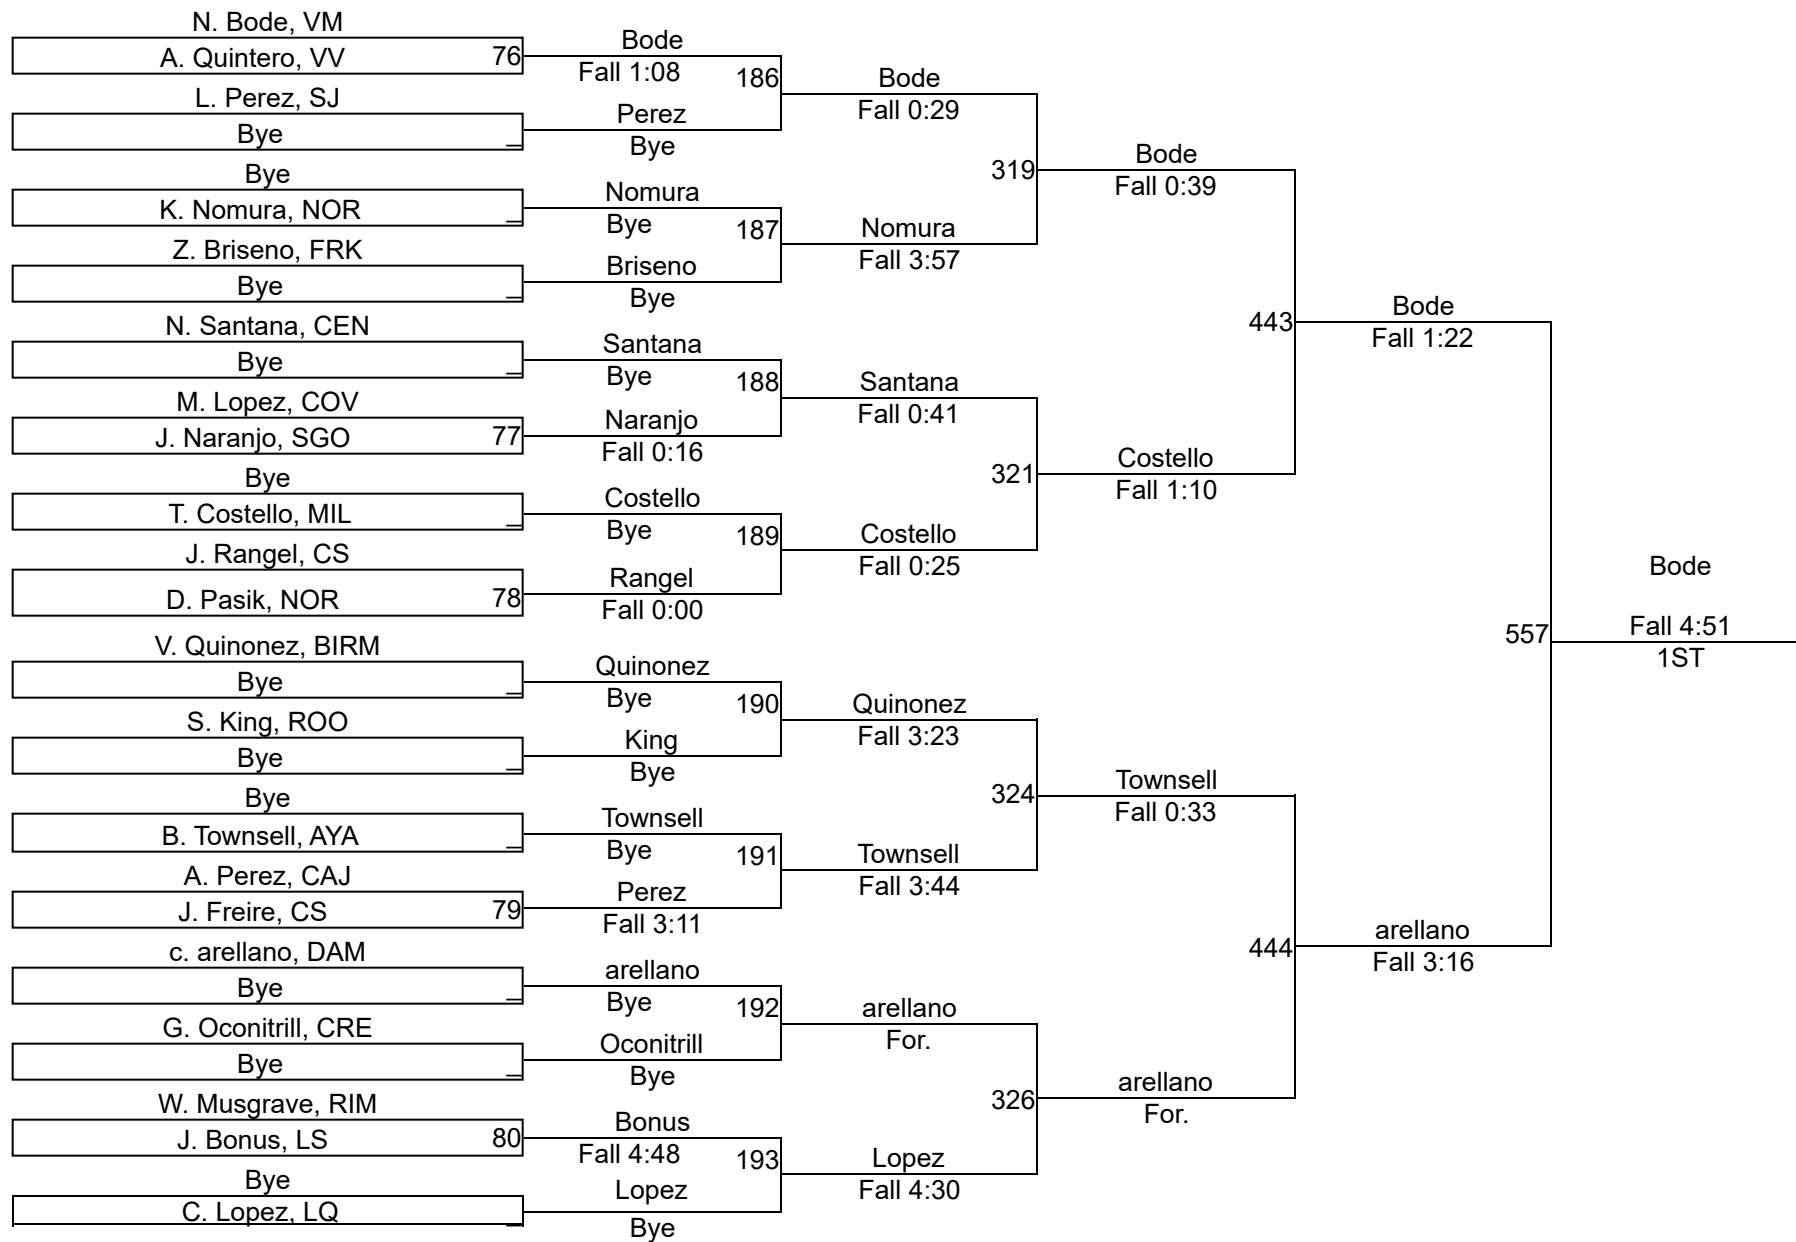 N. Bode, VM
A. Quintero, VV 76
L. Perez, SJ
Bye _
Bye
K. Nomura, NOR _
Z. Briseno, FRK
Bye _
N. Santana, CEN
Bye _
M. Lopez, COV
J. Naranjo, SGO 77
Bye
T. Costello, MIL _
J. Rangel, CS
D. Pasik, NOR 78
V. Quinonez, BIRM
Bye _
S. King, ROO
Bye _
Bye
B. Townsell, AYA _
A. Perez, CAJ
J. Freire, CS 79
c. arellano, DAM
Bye _
G. Oconitrill, CRE
Bye _
W. Musgrave, RIM
J. Bonus, LS 80
Bye
C. Lopez, LQ _
Bode
Fall 1:08 186
Perez
Bye
Nomura
Bye 187
Briseno
Bye
Santana
Bye 188
Naranjo
Fall 0:16
Costello
Bye 189
Rangel
Fall 0:00
Quinonez
Bye 190
King
Bye
Townsell
Bye 191
Perez
Fall 3:11
arellano
Bye 192
Oconitrill
Bye
Bonus
Fall 4:48 193
Lopez
Bye
Bode
Fall 0:29
319
Nomura
Fall 3:57
Santana
Fall 0:41
321
Costello
Fall 0:25
Quinonez
Fall 3:23
324
Townsell
Fall 3:44
arellano
For.
326
Lopez
Fall 4:30
Bode
Fall 0:39
443
Costello
Fall 1:10
Townsell
Fall 0:33
444
arellano
For.
Bode
Fall 1:22
557
arellano
Fall 3:16
Bode
Fall 4:51
1ST